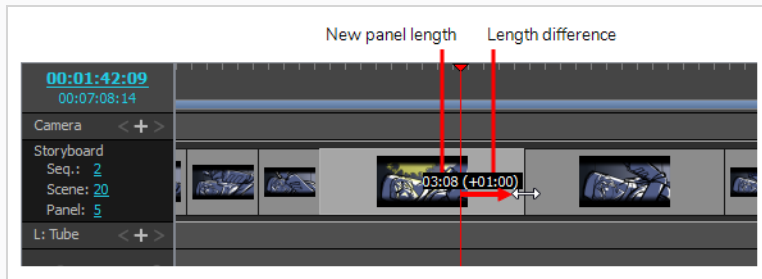 New panel length Length difference
00:01:42:09
00:07:08:14
Camera < + >
Storyboard
Seq.: 2
Scene: 20
Panel: 5
03:08 (+01:00)
L: Tube < + >